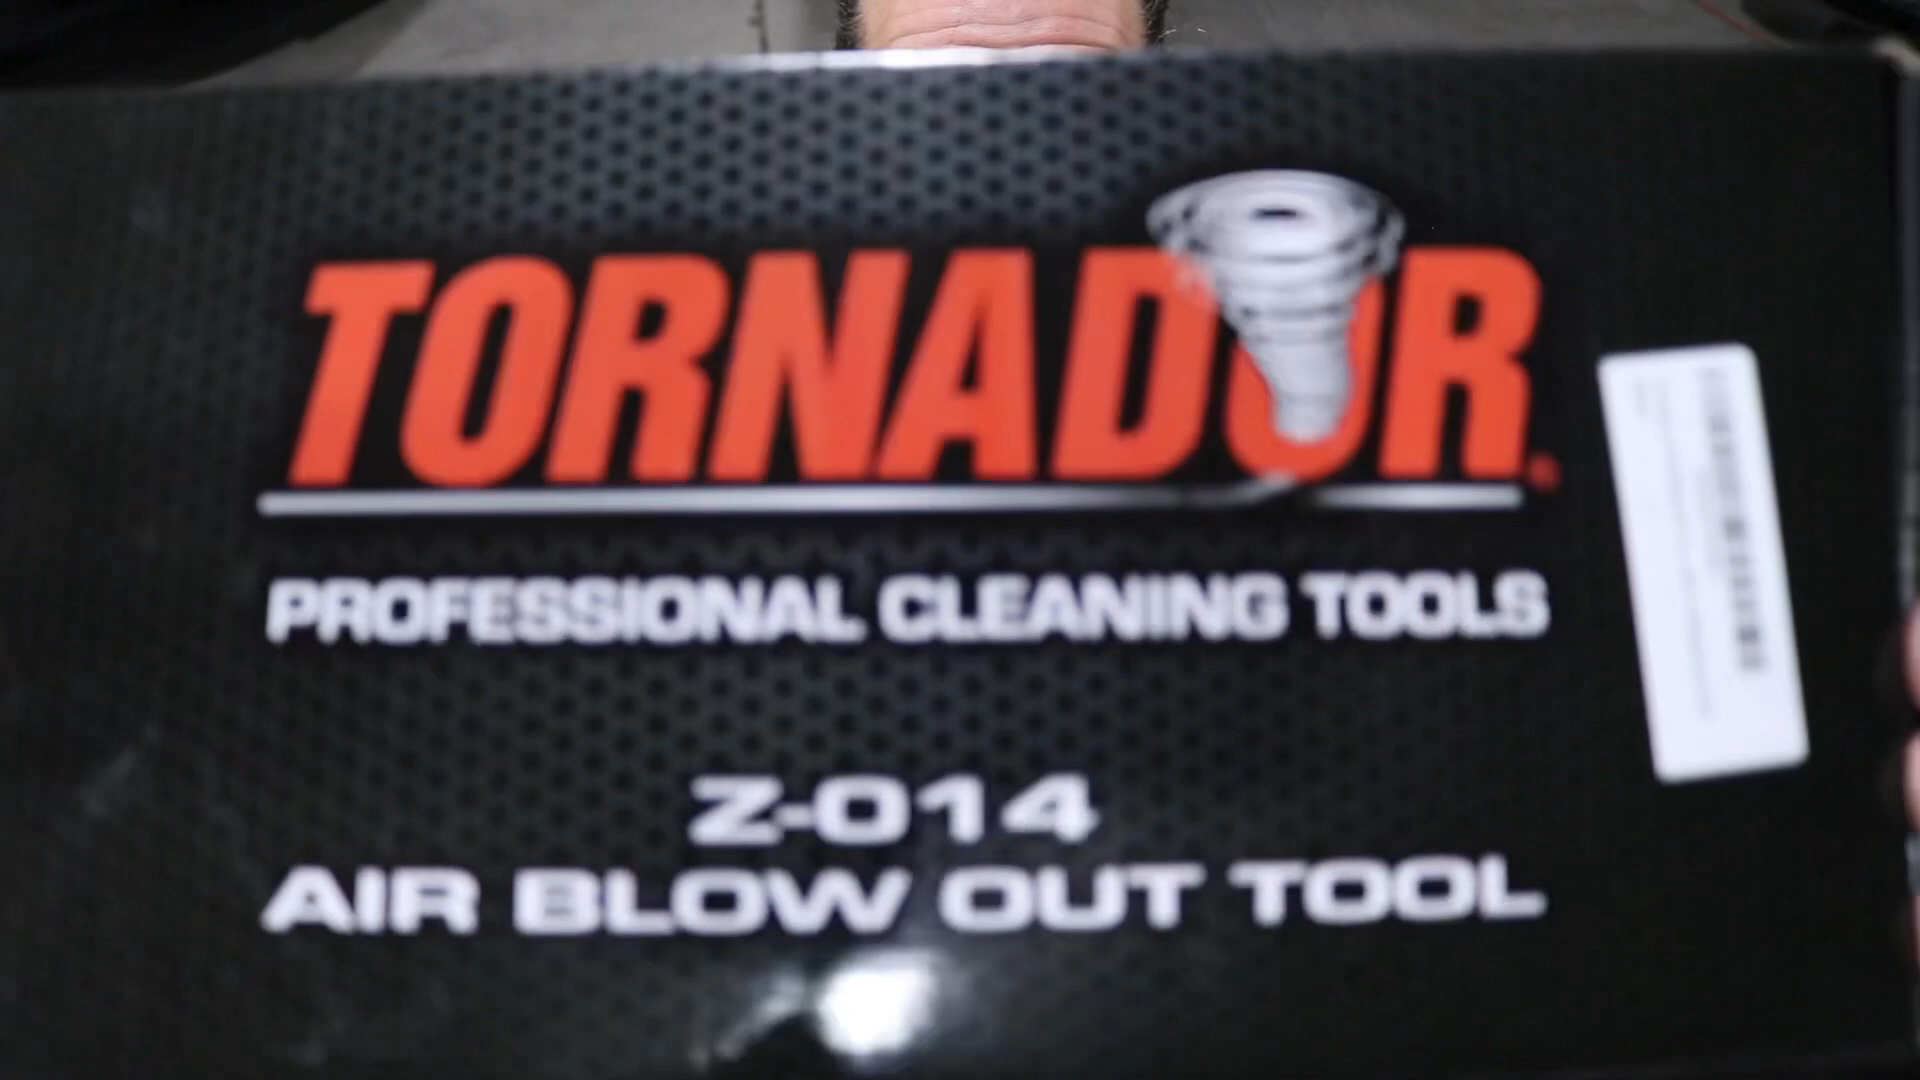 TORNADOR
PROFESSIONAL CLEANING TOOLS
Z-014
AIR BLOW OUT TOOL